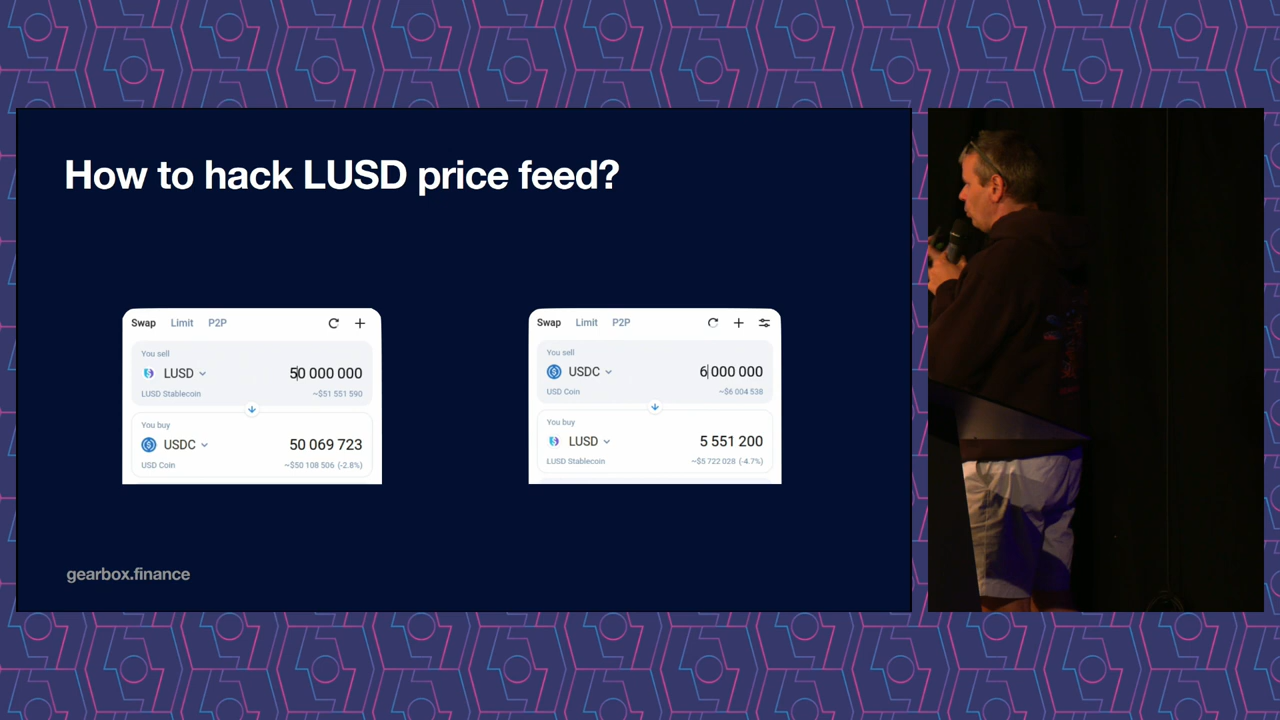 How to hack LUSD price feed?
Swap Limit P2P
You sell
LUSD 50 000 000
LUSD Stablecoin ~$51 551 590
You buy
USDC 50 069 723
USD Coin ~$50 108 506 (-2.8%)
Swap Limit P2P
You sell
USDC 6 000 000
USD Coin ~$6 004 538
You buy
LUSD 5 551 200
LUSD Stablecoin ~$5 722 028 (-4.7%)
gearbox.finance